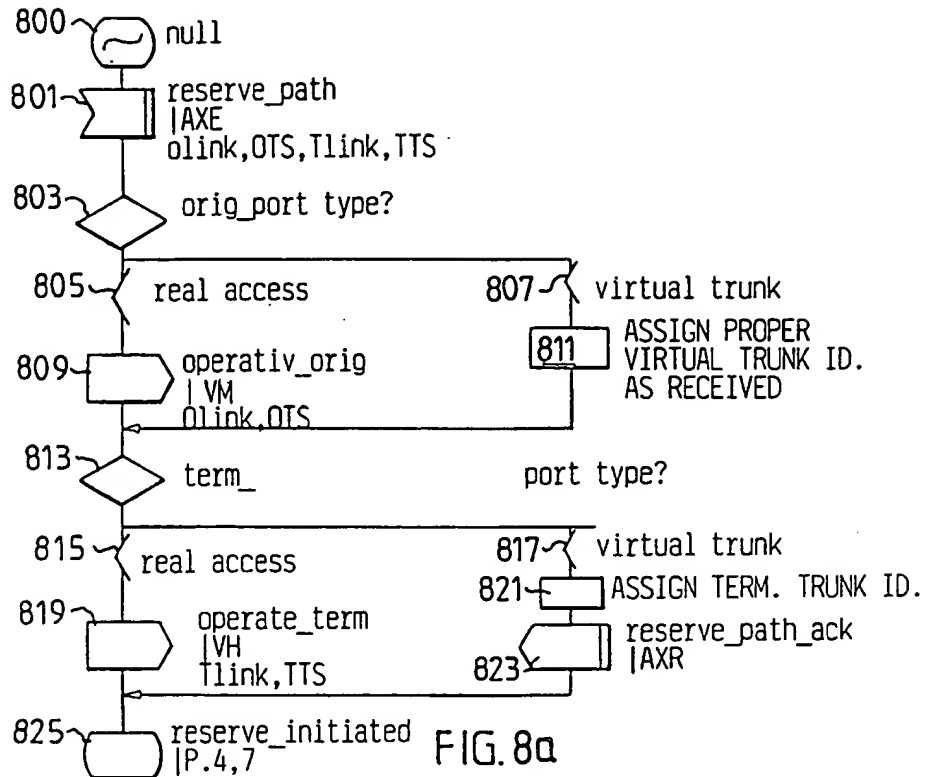 800 null
801 reserve_path
|AXE
olink,OTS,Tlink,TTS
803 orig_port type?
805 real access
807 virtual trunk
809 operativ_orig
|VM
Olink,OTS
811 ASSIGN PROPER
VIRTUAL TRUNK ID.
AS RECEIVED
813 term_ port type?
815 real access
817 virtual trunk
819 operate_term
|VH
Tlink,TTS
821 ASSIGN TERM. TRUNK ID.
823 reserve_path_ack
|AXR
825 reserve_initiated
|P.4,7
FIG. 8a